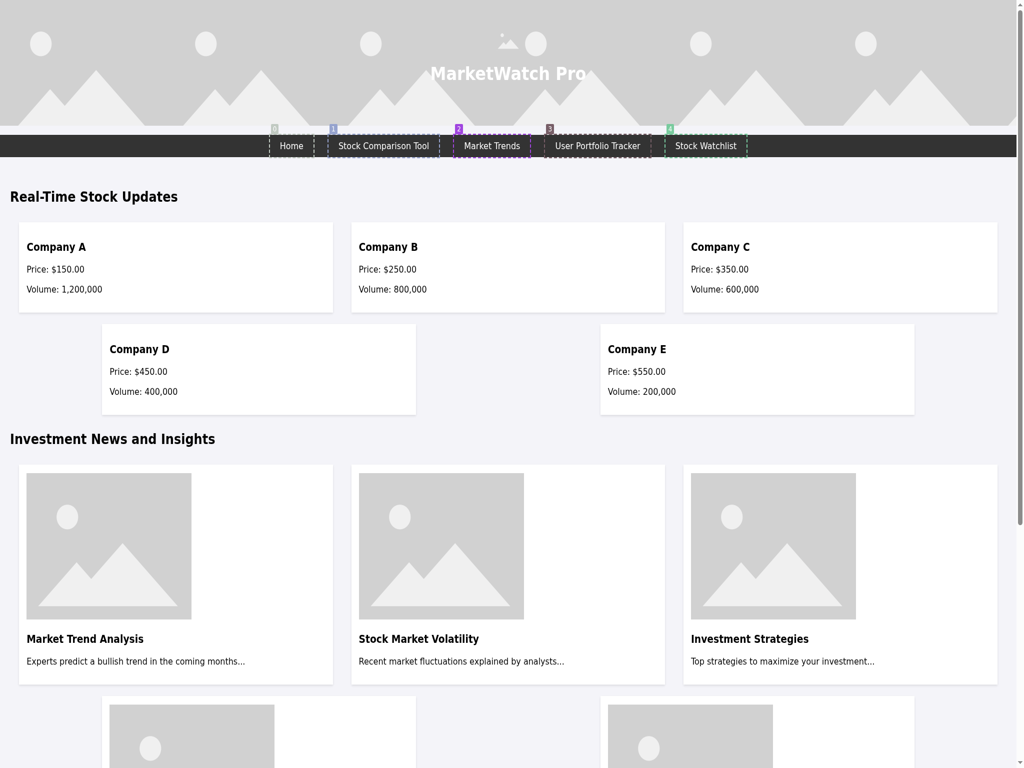 MarketWatch Pro
0 1 2 3 4
Home Stock Comparison Tool Market Trends User Portfolio Tracker Stock Watchlist
Real-Time Stock Updates
Company A
Price: $150.00
Volume: 1,200,000
Company B
Price: $250.00
Volume: 800,000
Company C
Price: $350.00
Volume: 600,000
Company D
Price: $450.00
Volume: 400,000
Company E
Price: $550.00
Volume: 200,000
Investment News and Insights
Market Trend Analysis
Experts predict a bullish trend in the coming months...
Stock Market Volatility
Recent market fluctuations explained by analysts...
Investment Strategies
Top strategies to maximize your investment...